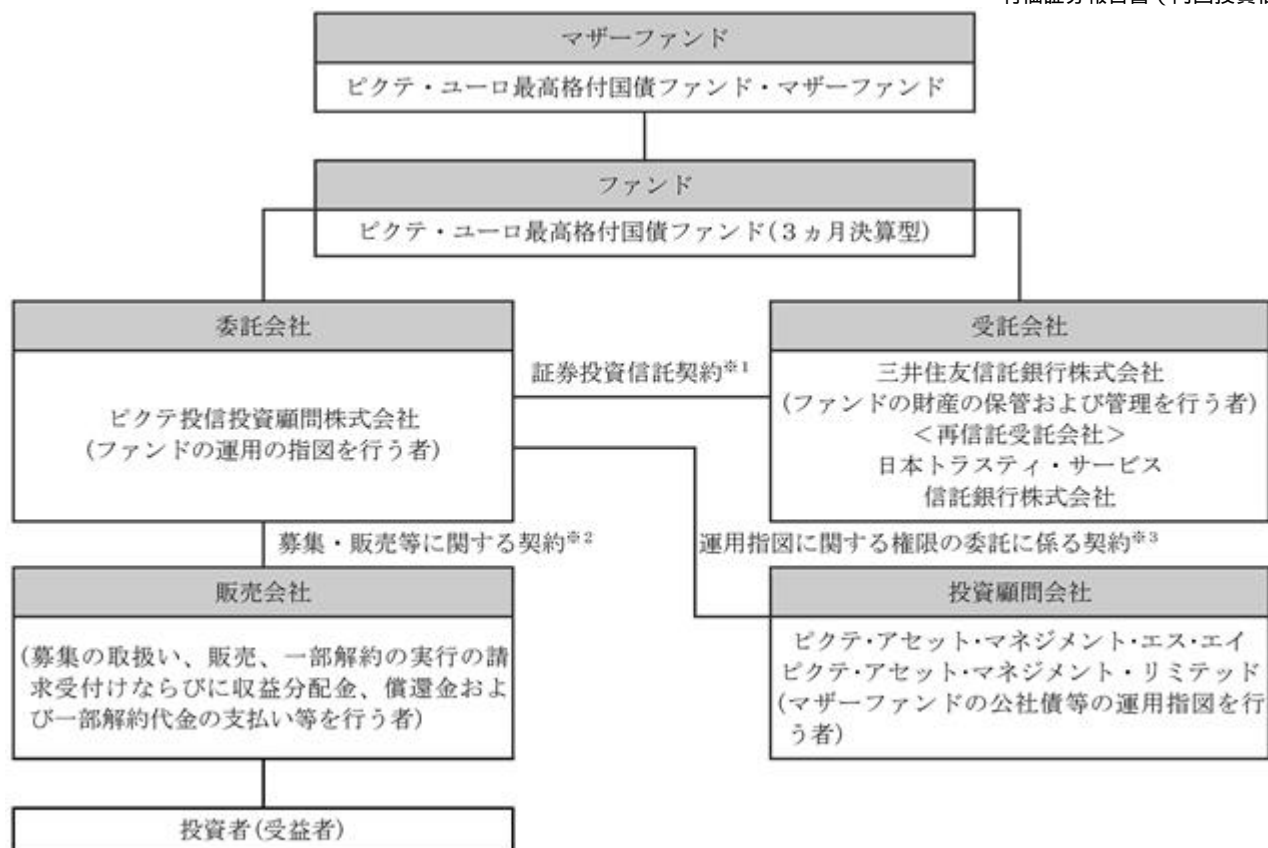 マザーファンド
ピクテ・ユーロ最高格付国債ファンド・マザーファンド
ファンド
ピクテ・ユーロ最高格付国債ファンド(3ヵ月決算型)
委託会社
ピクテ投信投資顧問株式会社
(ファンドの運用の指図を行う者)
証券投資信託契約※1
受託会社
三井住友信託銀行株式会社
(ファンドの財産の保管および管理を行う者)
<再信託受託会社>
日本トラスティ・サービス
信託銀行株式会社
募集・販売等に関する契約※2
運用指図に関する権限の委託に係る契約※3
販売会社
(募集の取扱い、販売、一部解約の実行の請
求受付けならびに収益分配金、償還金およ
び一部解約代金の支払い等を行う者)
投資顧問会社
ピクテ・アセット・マネジメント・エス・エイ
ピクテ・アセット・マネジメント・リミテッド
(マザーファンドの公社債等の運用指図を行
う者)
投資者(受益者)